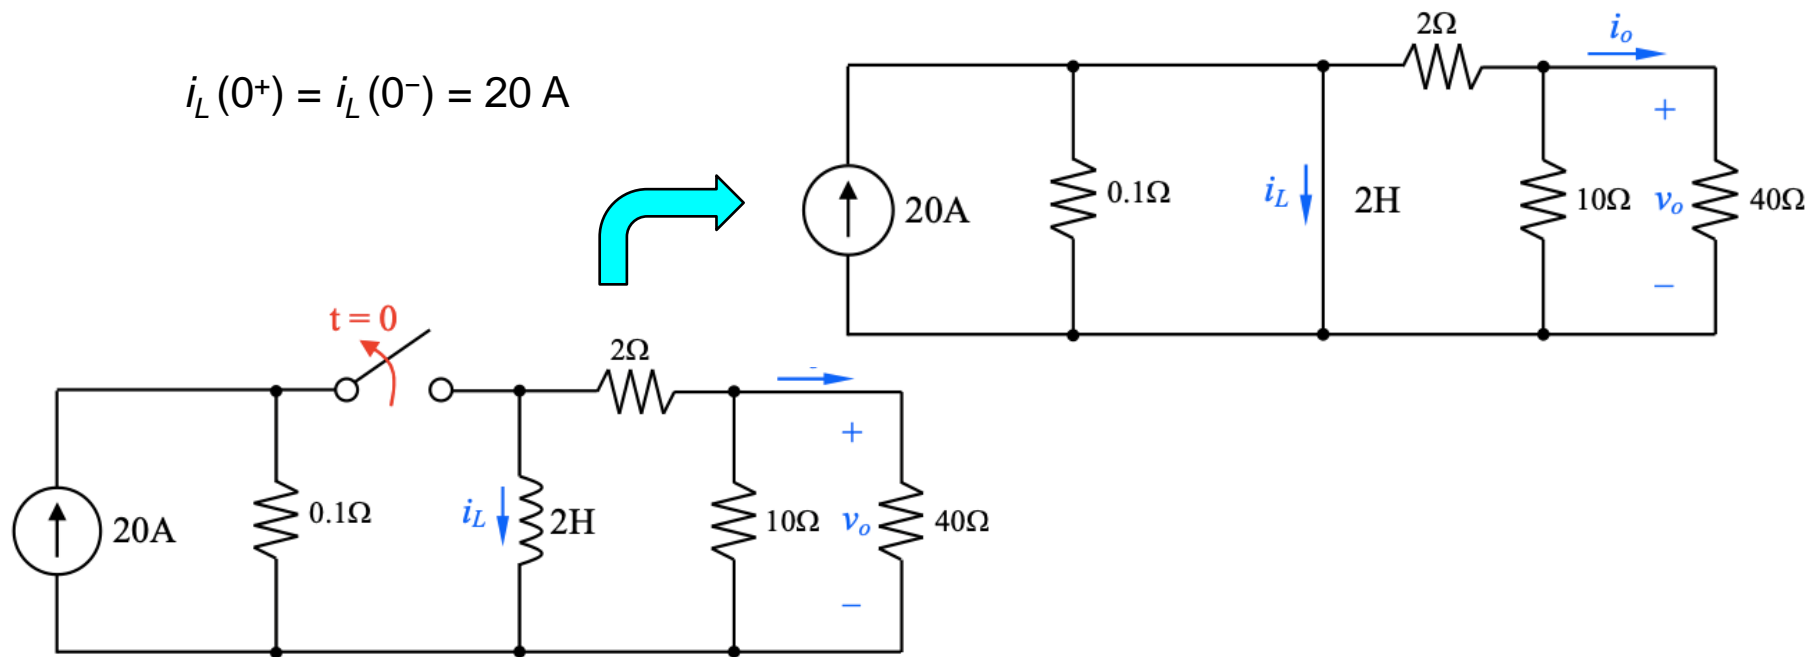 i_L(0⁺) = i_L(0⁻) = 20 A
2Ω
i_o
+
20A
0.1Ω
i_L
2H
10Ω
v_o
40Ω
−
t = 0
2Ω
+
20A
0.1Ω
i_L
2H
10Ω
v_o
40Ω
−